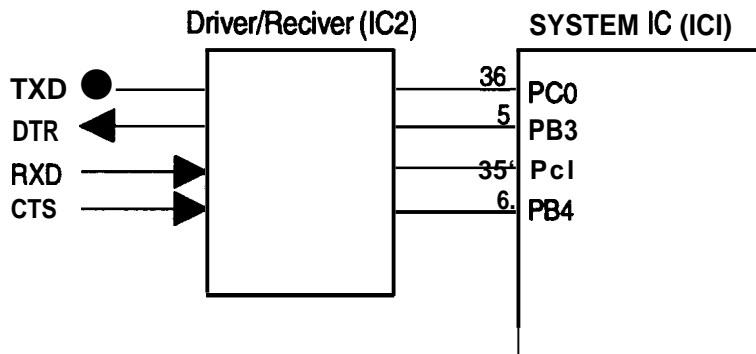 Driver/Reciver (IC2)
SYSTEM IC (ICI)
TXD
36
PC0
DTR
5
PB3
RXD
35'
Pcl
CTS
6.
PB4